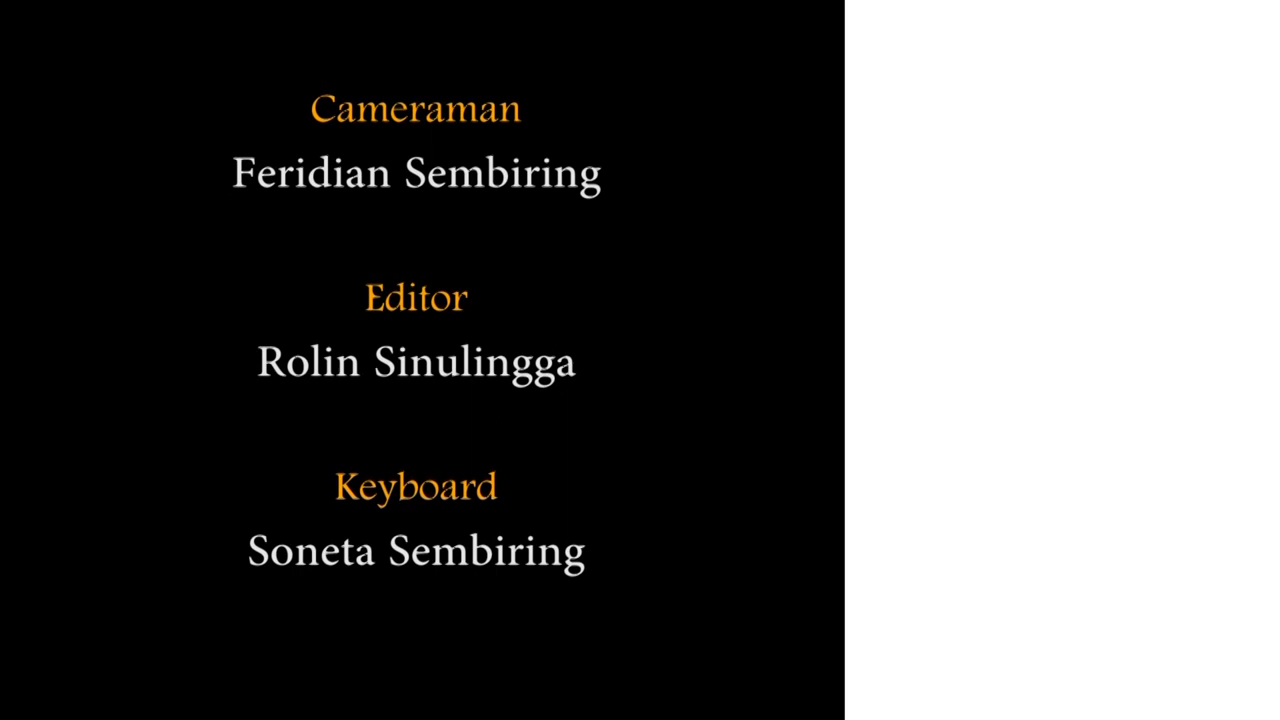 Cameraman
Feridian Sembiring
Editor
Rolin Sinulingga
Keyboard
Soneta Sembiring